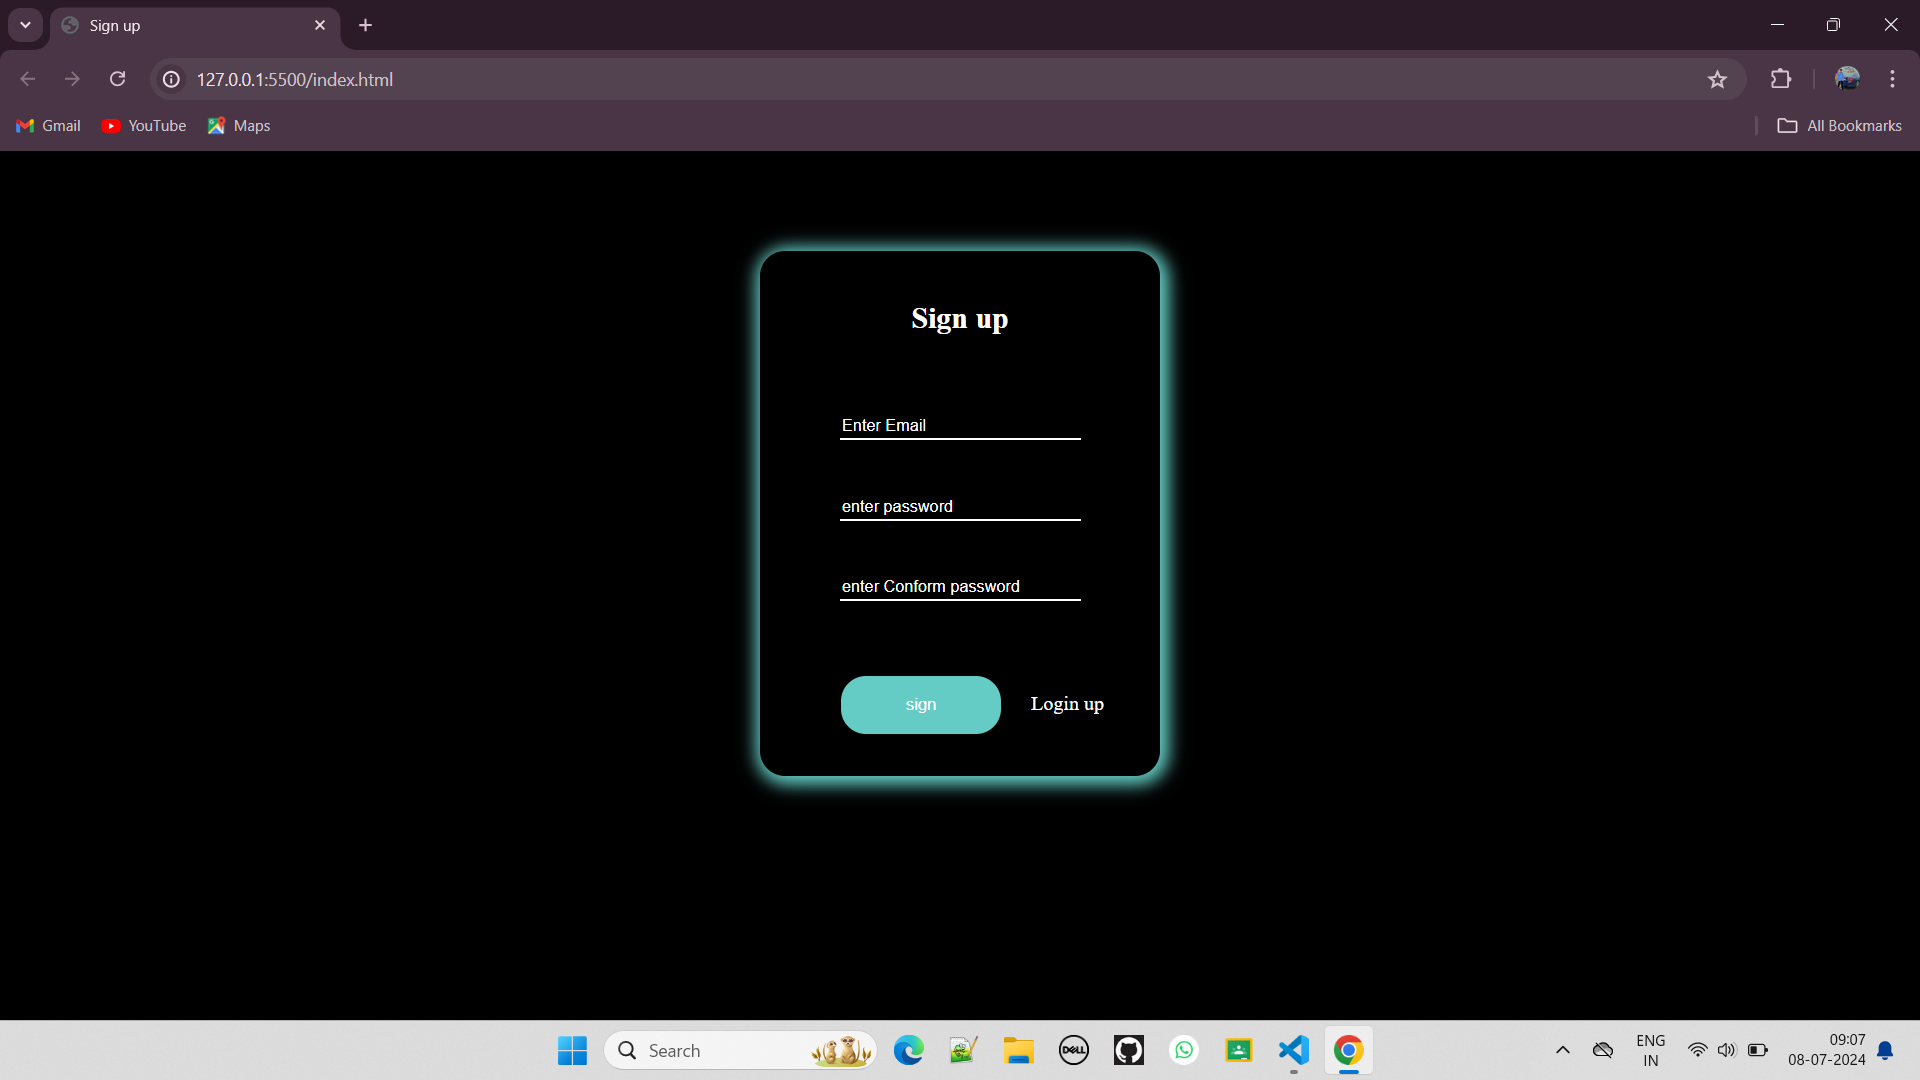 Sign up
127.0.0.1:5500/index.html
Gmail YouTube Maps All Bookmarks
Sign up
Enter Email
enter password
enter Conform password
sign Login up
Search DELL ENG IN 09:07 08-07-2024